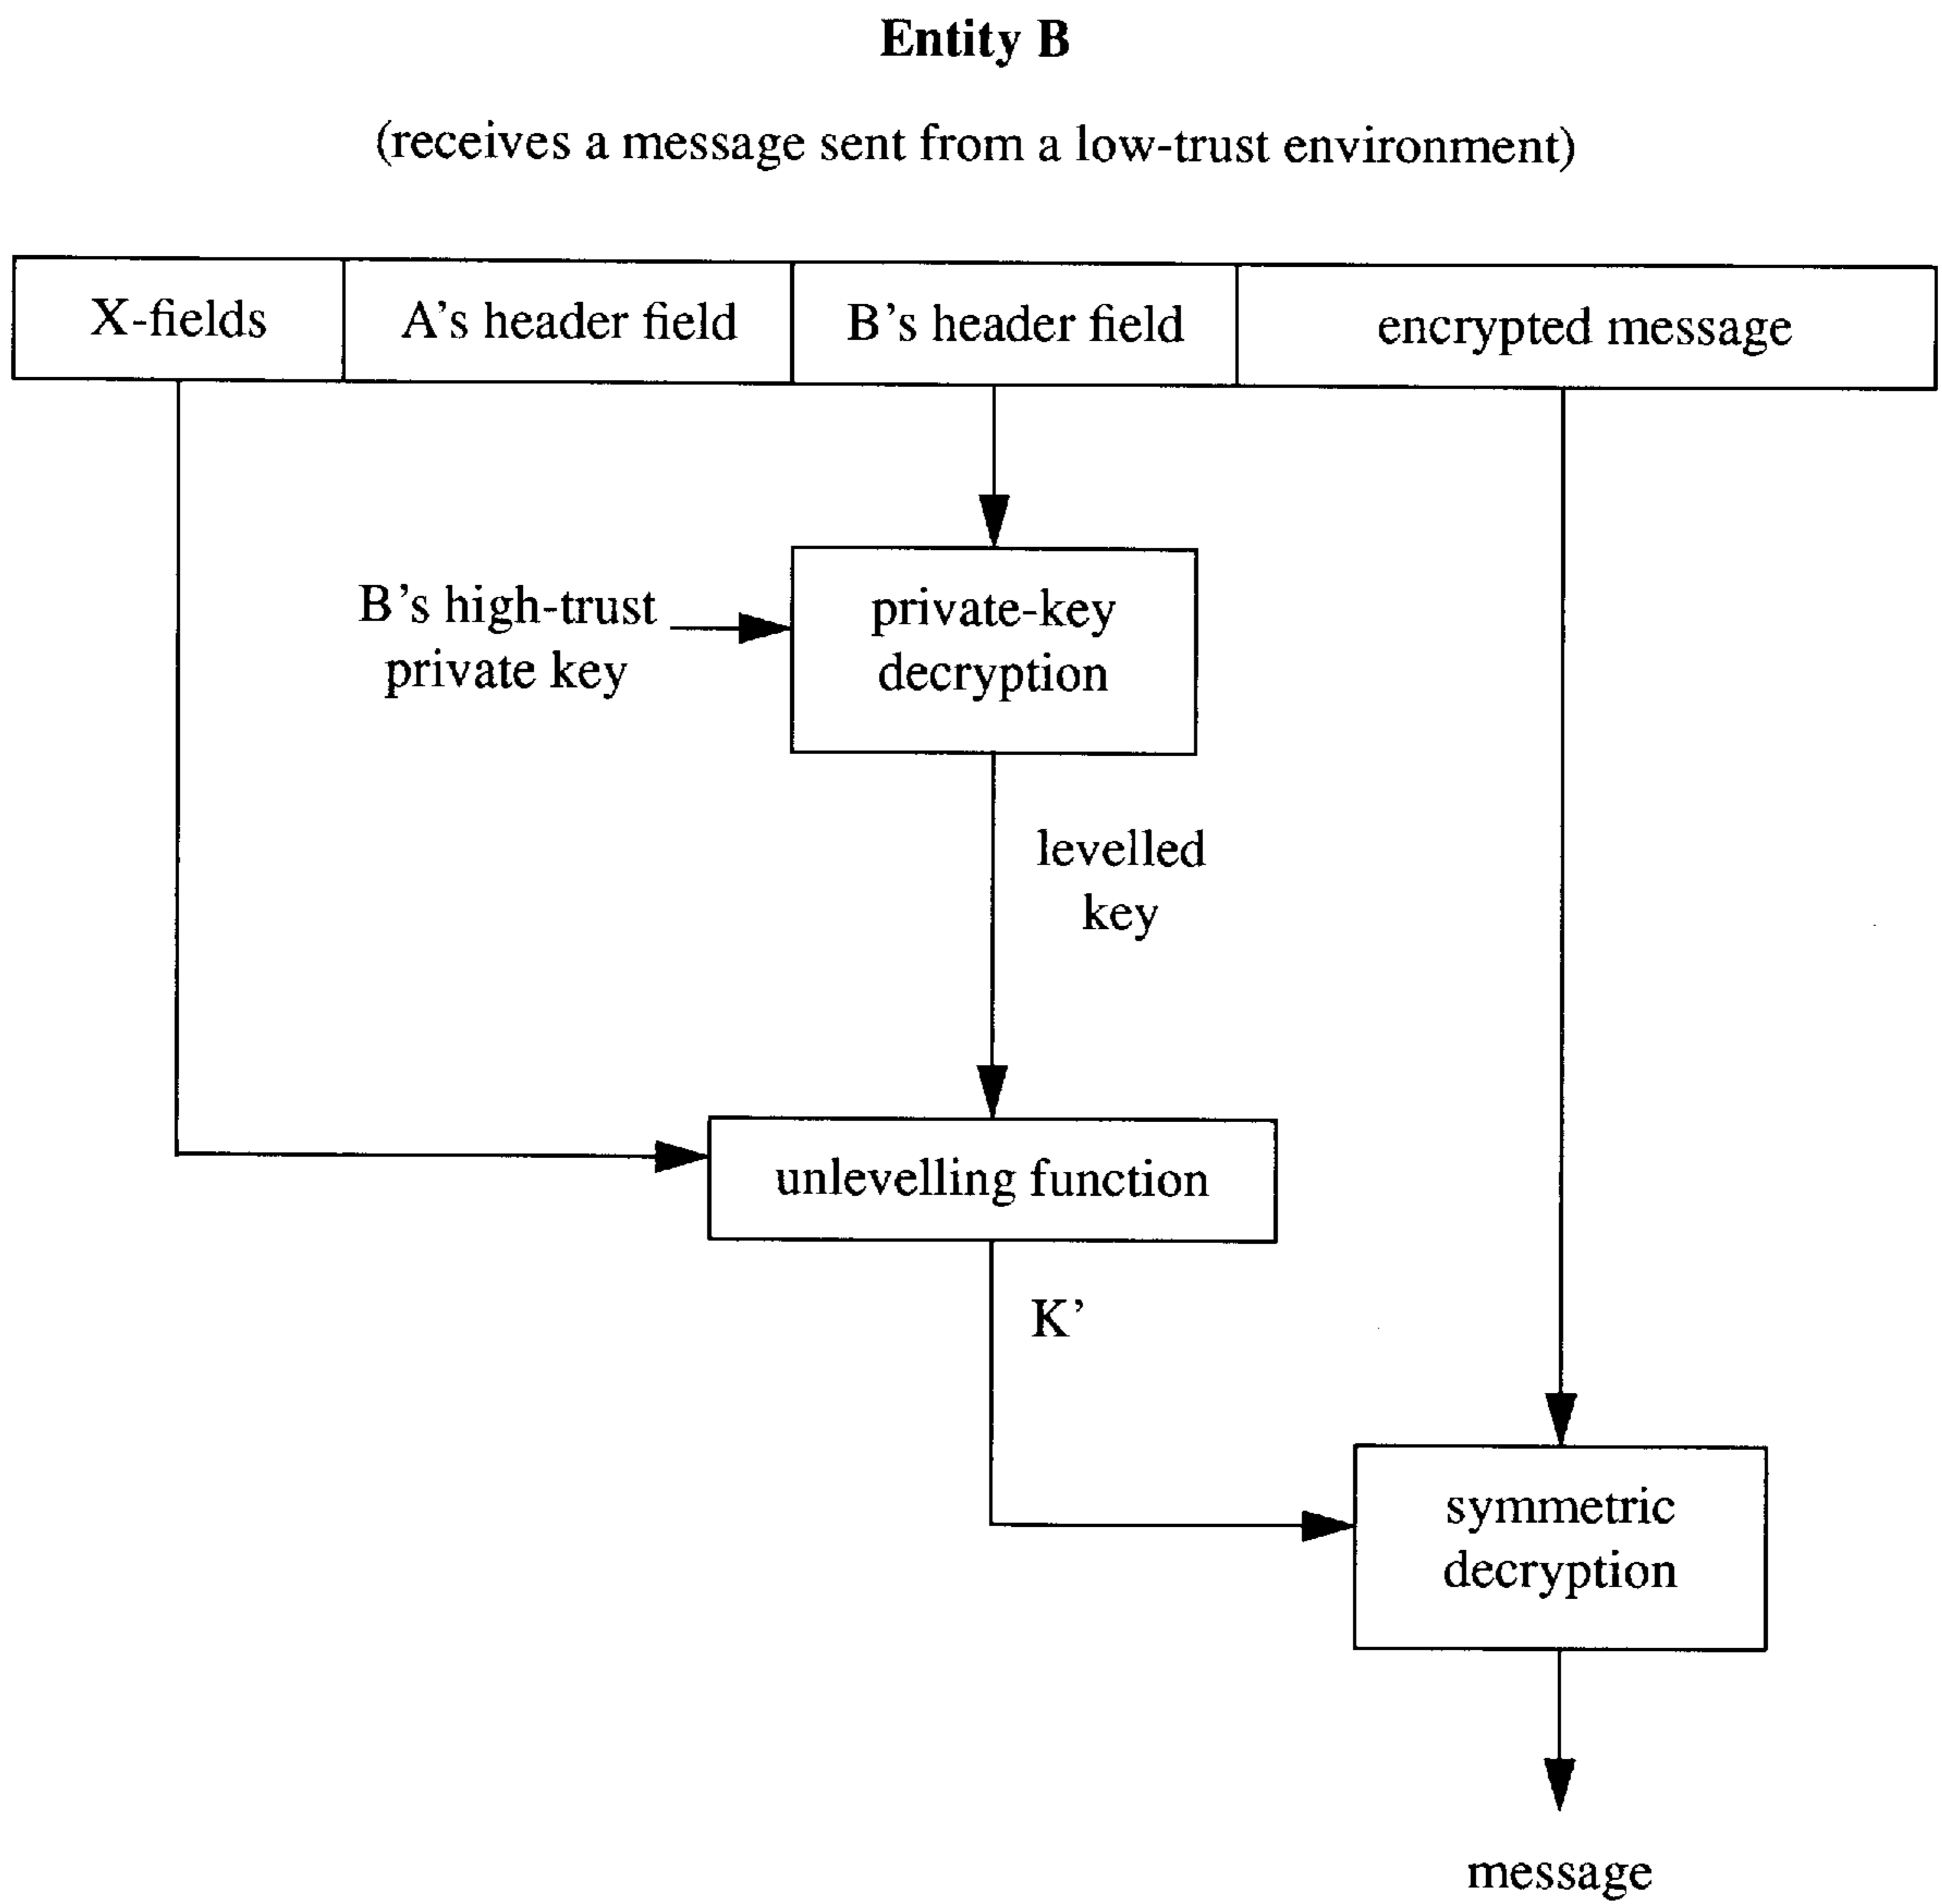 Entity B
(receives a message sent from a low-trust environment)
X-fields
A’s header field
B’s header field
encrypted message
B’s high-trust
private key
private-key
decryption
levelled
key
unlevelling function
K’
symmetric
decryption
message